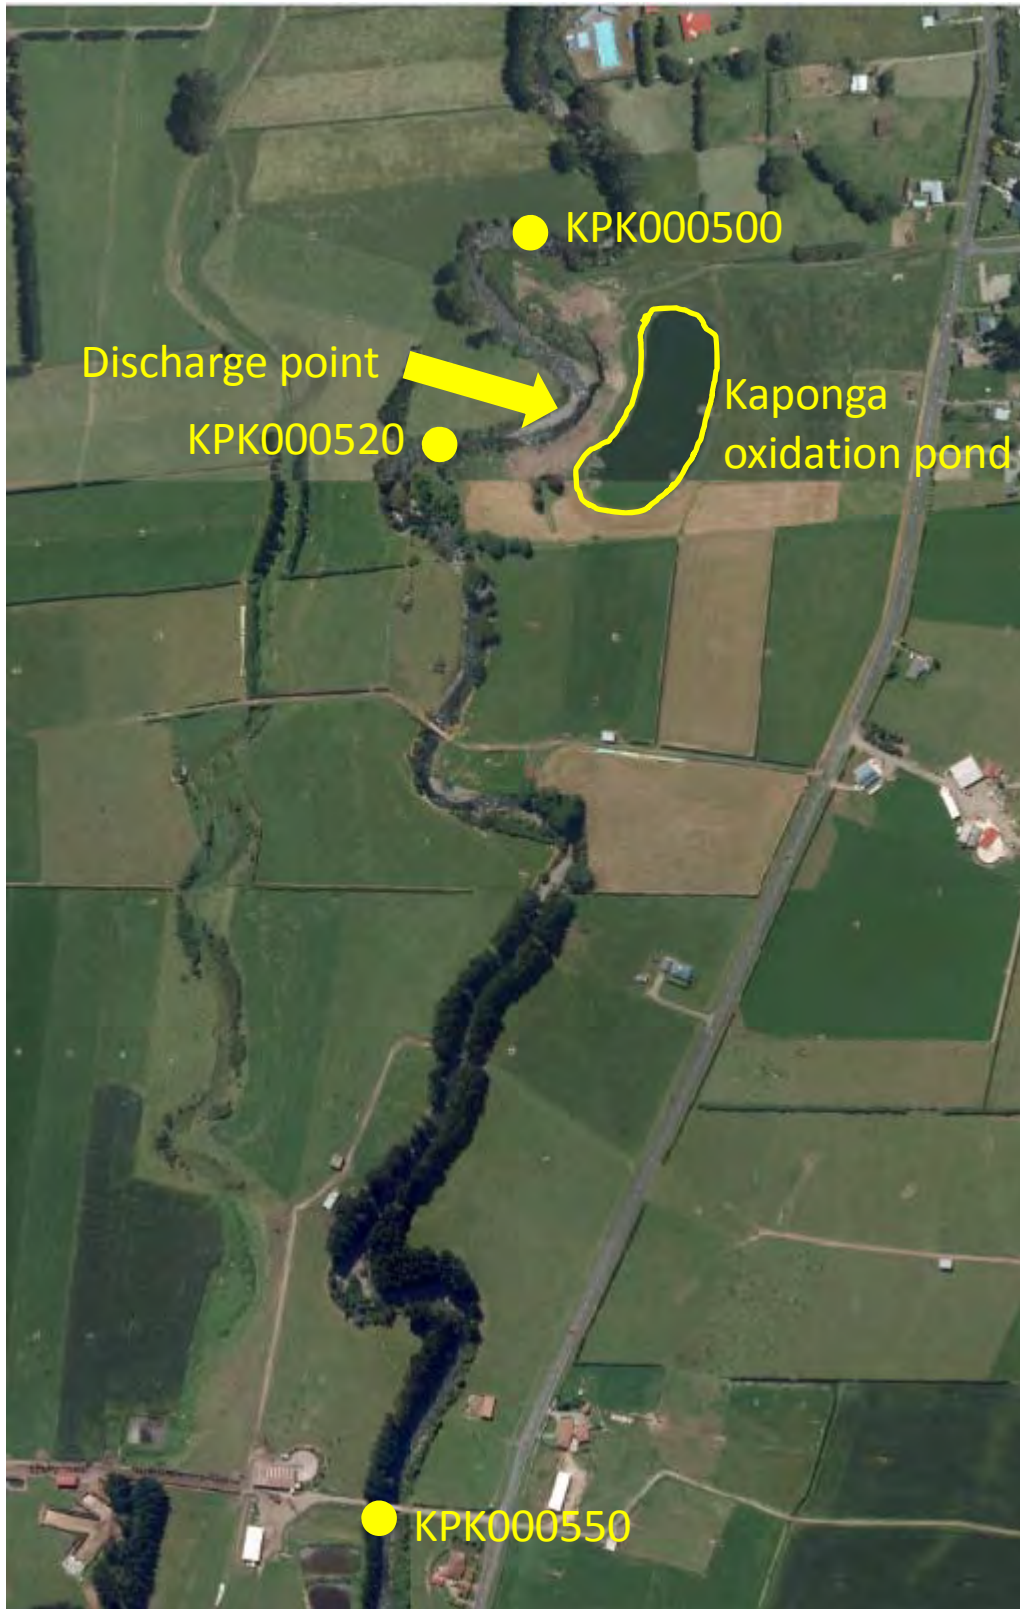 KPK000500
Discharge point
Kaponga
oxidation pond
KPK000520
KPK000550